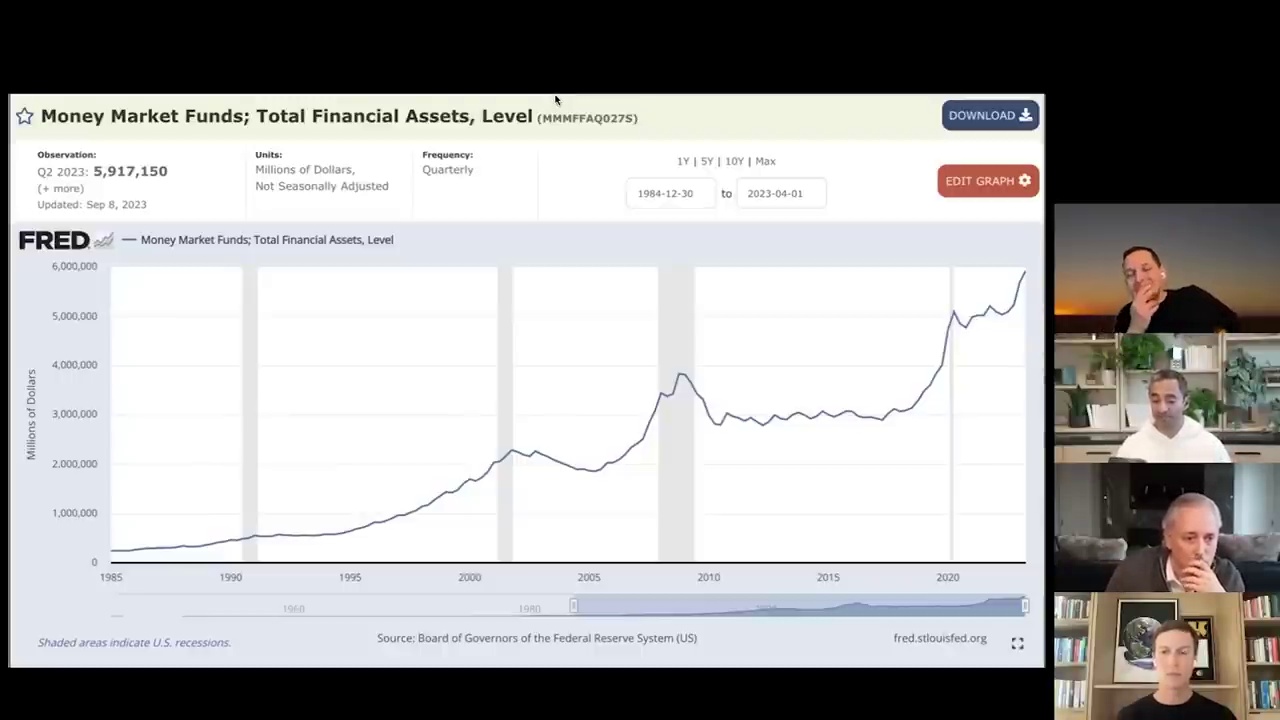 Money Market Funds; Total Financial Assets, Level (MMMFFAQ027S)
DOWNLOAD
Observation:
Q2 2023: 5,917,150
(+ more)
Updated: Sep 8, 2023
Units:
Millions of Dollars,
Not Seasonally Adjusted
Frequency:
Quarterly
1Y | 5Y | 10Y | Max
1984-12-30 to 2023-04-01
EDIT GRAPH
FRED
Money Market Funds; Total Financial Assets, Level
Millions of Dollars
6,000,000
5,000,000
4,000,000
3,000,000
2,000,000
1,000,000
0
1985 1990 1995 2000 2005 2010 2015 2020
1960 1980
Shaded areas indicate U.S. recessions.
Source: Board of Governors of the Federal Reserve System (US)
fred.stlouisfed.org